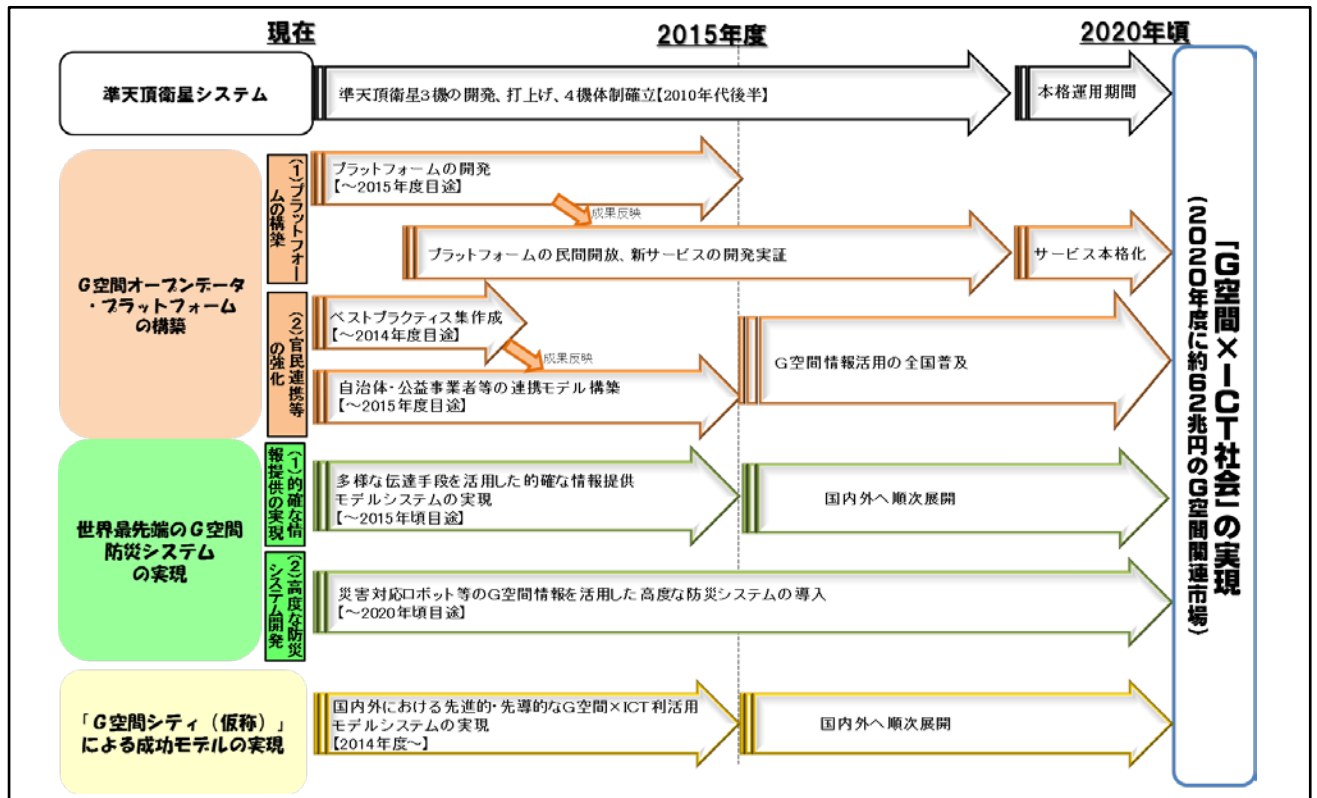 現在
2015年度
2020年頃
準天頂衛星システム
準天頂衛星3機の開発、打上げ、4機体制確立【2010年代後半】
本格運用期間
G空間オープンデータ
・プラットフォーム
の構築
(1)プラットフォー
ムの構築
プラットフォームの開発
【～2015年度目途】
成果反映
プラットフォームの民間開放、新サービスの開発実証
サービス本格化
(2)官民連携等
の強化
ベストプラクティス集作成
【～2014年度目途】
成果反映
自治体・公益事業者等の連携モデル構築
【～2015年度目途】
G空間情報活用の全国普及
世界最先端のG空間
防災システム
の実現
(1)的確な情
報提供の実現
多様な伝達手段を活用した的確な情報提供
モデルシステムの実現
【～2015年頃目途】
国内外へ順次展開
(2)高度な防災
システム開発
災害対応ロボット等のG空間情報を活用した高度な防災システムの導入
【～2020年頃目途】
「G空間シティ（仮称）」
による成功モデルの実現
国内外における先進的・先導的なG空間×ICT利活用
モデルシステムの実現
【2014年度～】
国内外へ順次展開
「G空間×ICT社会」の実現
(2020年度に約62兆円のG空間関連市場)